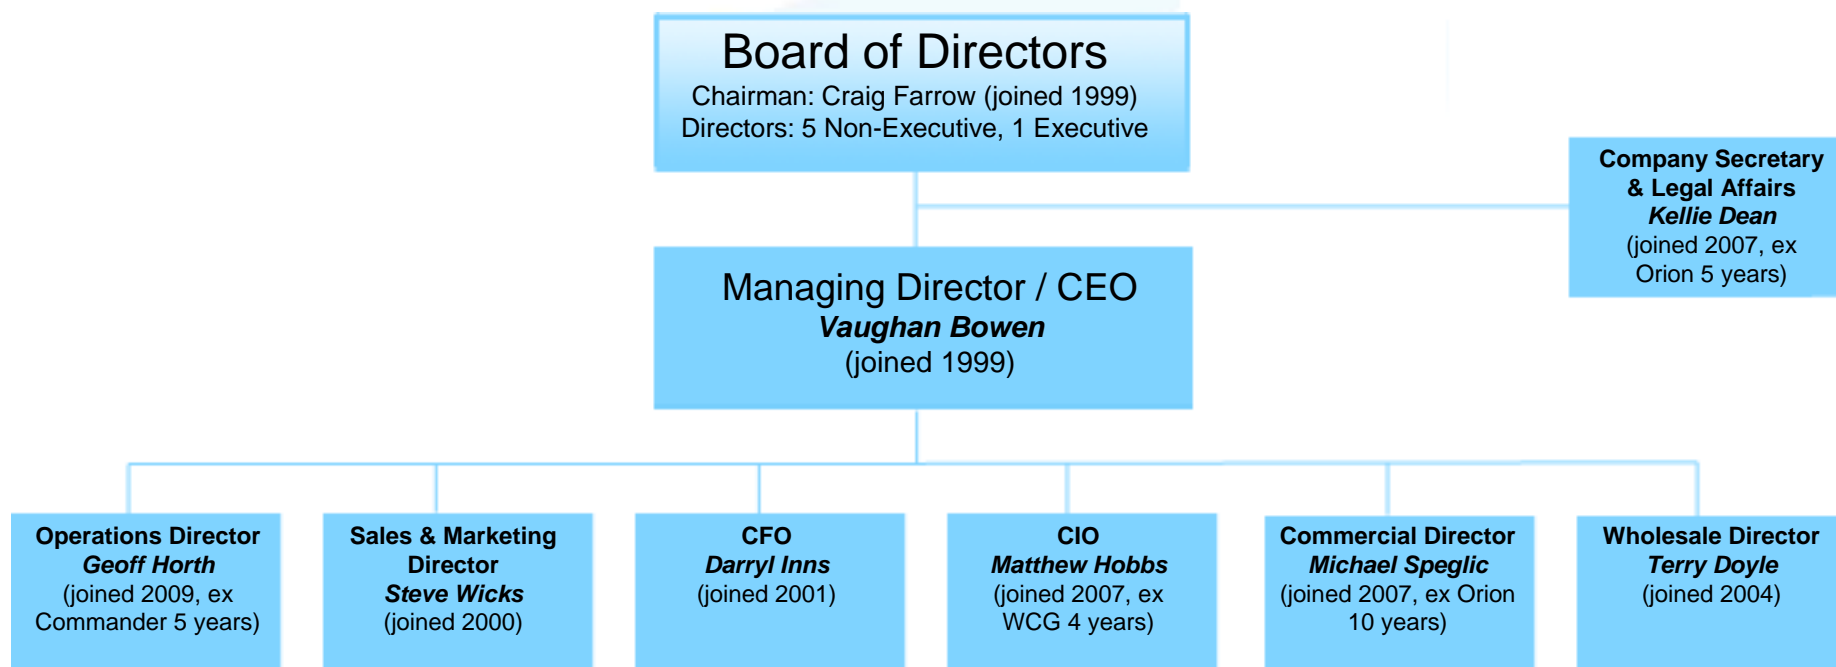 Board of Directors
Chairman: Craig Farrow (joined 1999)
Directors: 5 Non-Executive, 1 Executive
Company Secretary
& Legal Affairs
Kellie Dean
(joined 2007, ex
Orion 5 years)
Managing Director / CEO
Vaughan Bowen
(joined 1999)
Operations Director
Geoff Horth
(joined 2009, ex
Commander 5 years)
Sales & Marketing
Director
Steve Wicks
(joined 2000)
CFO
Darryl Inns
(joined 2001)
CIO
Matthew Hobbs
(joined 2007, ex
WCG 4 years)
Commercial Director
Michael Speglic
(joined 2007, ex Orion
10 years)
Wholesale Director
Terry Doyle
(joined 2004)